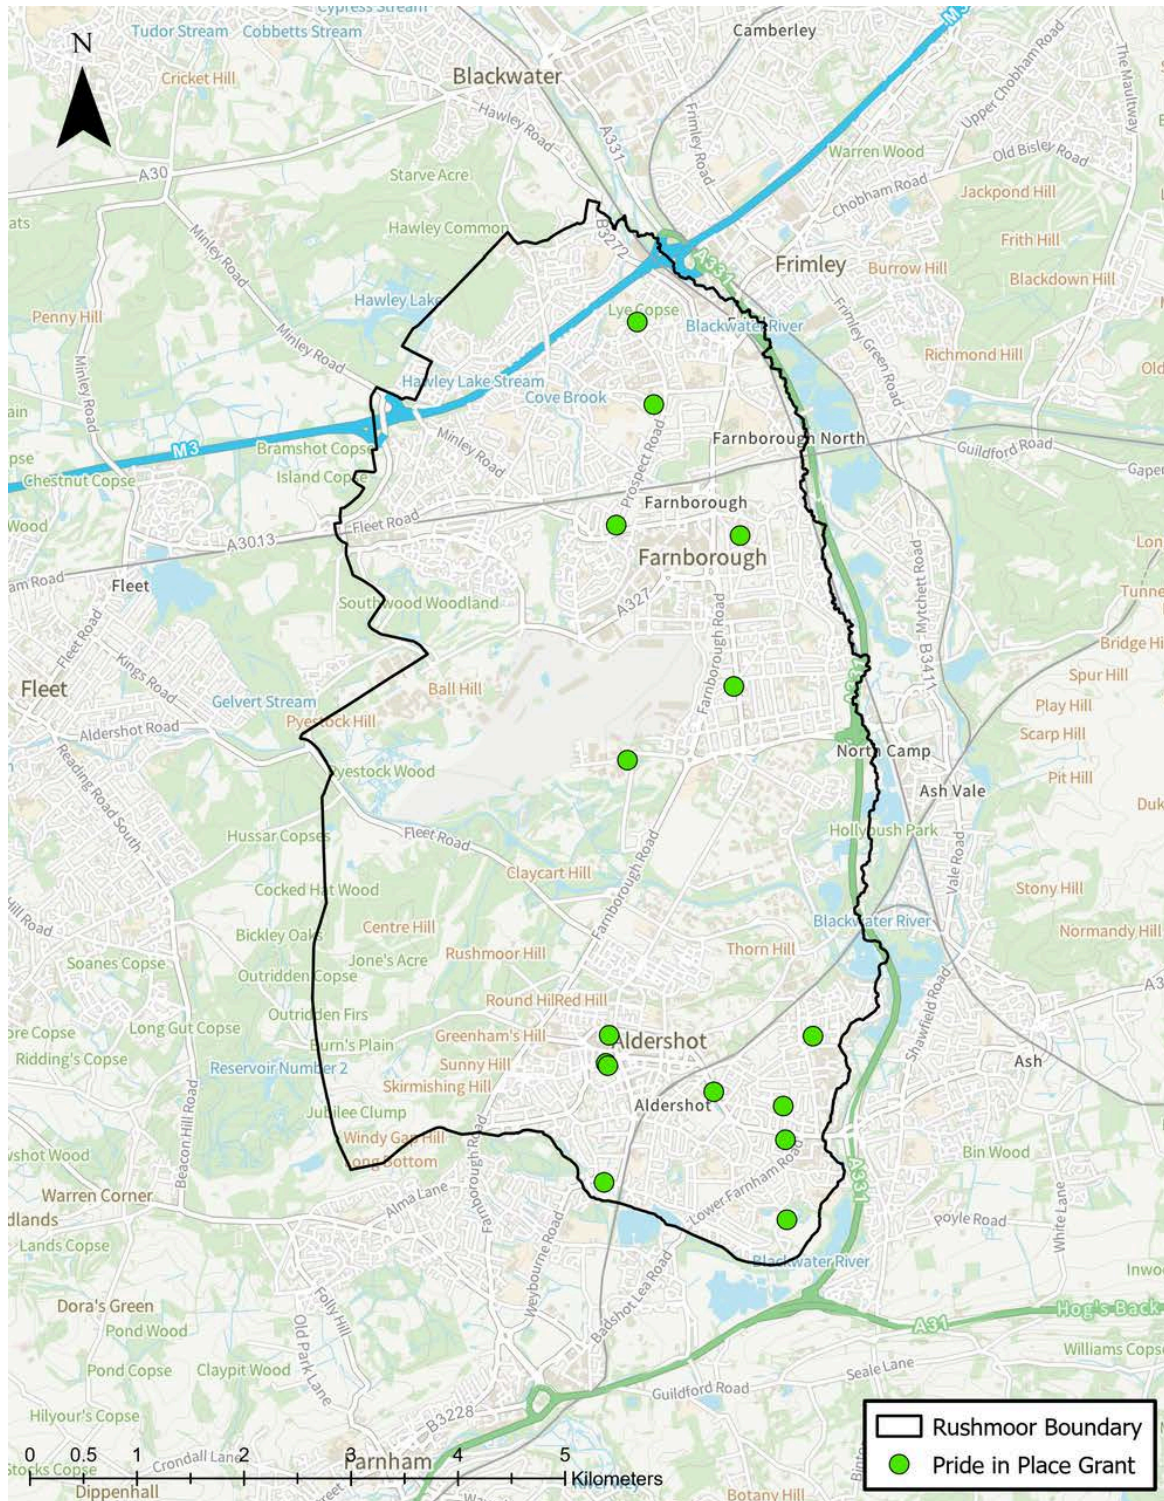 Cypress Stream
Tudor Stream
Cobbetts Stream
Camberley
M3
N
Cricket Hill
Blackwater
Upper Chobham Road
The Maultway
Hawley Road
A331
Frimley Road
Warren Wood
Old Bisley Road
A30
Starve Acre
Chobham Road
Jackpond Hill
Minley Road
Hawley Common
B3272
Frith Hill
A331
Frimley
Burrow Hill
Blackdown Hill
Hawley Lake
Penny Hill
Lye Copse
Blackwater River
Frimley Green Road
Minley Road
Richmond Hill
Minley Road
Hawley Lake Stream
Cove Brook
Old
M3
Bramshot Copse
Minley Road
Prospect Road
Farnborough North
Guildford Road
Chestnut Copse
Island Copse
Gaper
Wood
Farnborough
Fleet Road
A3013
Farnborough
Fleet
Mytchett Road
A327
Southwood Woodland
Fleet Road
Kings Road
Farnborough Road
B3411
Bridge Hi
Fleet
Ball Hill
Spur Hill
Gelvert Stream
Pyestock Hill
Play Hill
Aldershot Road
Scarp Hill
North Camp
Reading Road South
Pyestock Wood
Pit Hill
Ash Vale
Hussar Copses
Fleet Road
Hollybush Park
Farnborough Road
Claycart Hill
Vale Road
Cocked Hat Wood
Stony Hill
Hill Road
Centre Hill
Blackwater River
Bickley Oaks
Normandy Hill
Jone's Acre
Rushmoor Hill
Thorn Hill
Soanes Copse
Outridden Copse
Round Hill
Red Hill
Outridden Firs
Shawfield Road
Long Gut Copse
Greenham's Hill
Aldershot
Burn's Plain
Ridding's Copse
Sunny Hill
Ash
Reservoir Number 2
Skirmishing Hill
Beacon Hill Road
Jubilee Clump
Aldershot
Windy Gap Hill
Long Bottom
Farnborough Road
Lower Farnham Road
Bin Wood
A331
Warren Corner
Alma Lane
White Lane
Poyle Road
Lands Copse
Weybourne Road
Badshot Lea Road
Blackwater River
Dora's Green
Folly Hill
Hog's Back
Pond Wood
Old Park Lane
A31
Williams Copse
Pond Copse
Claypit Wood
Seale Lane
Guildford Road
Hilyour's Copse
B3228
Rushmoor Boundary
0 0.5 1 2 3 4 5
Crondall Lane
Farnham
Kilometers
Pride in Place Grant
Dippenhall
Botany Hill